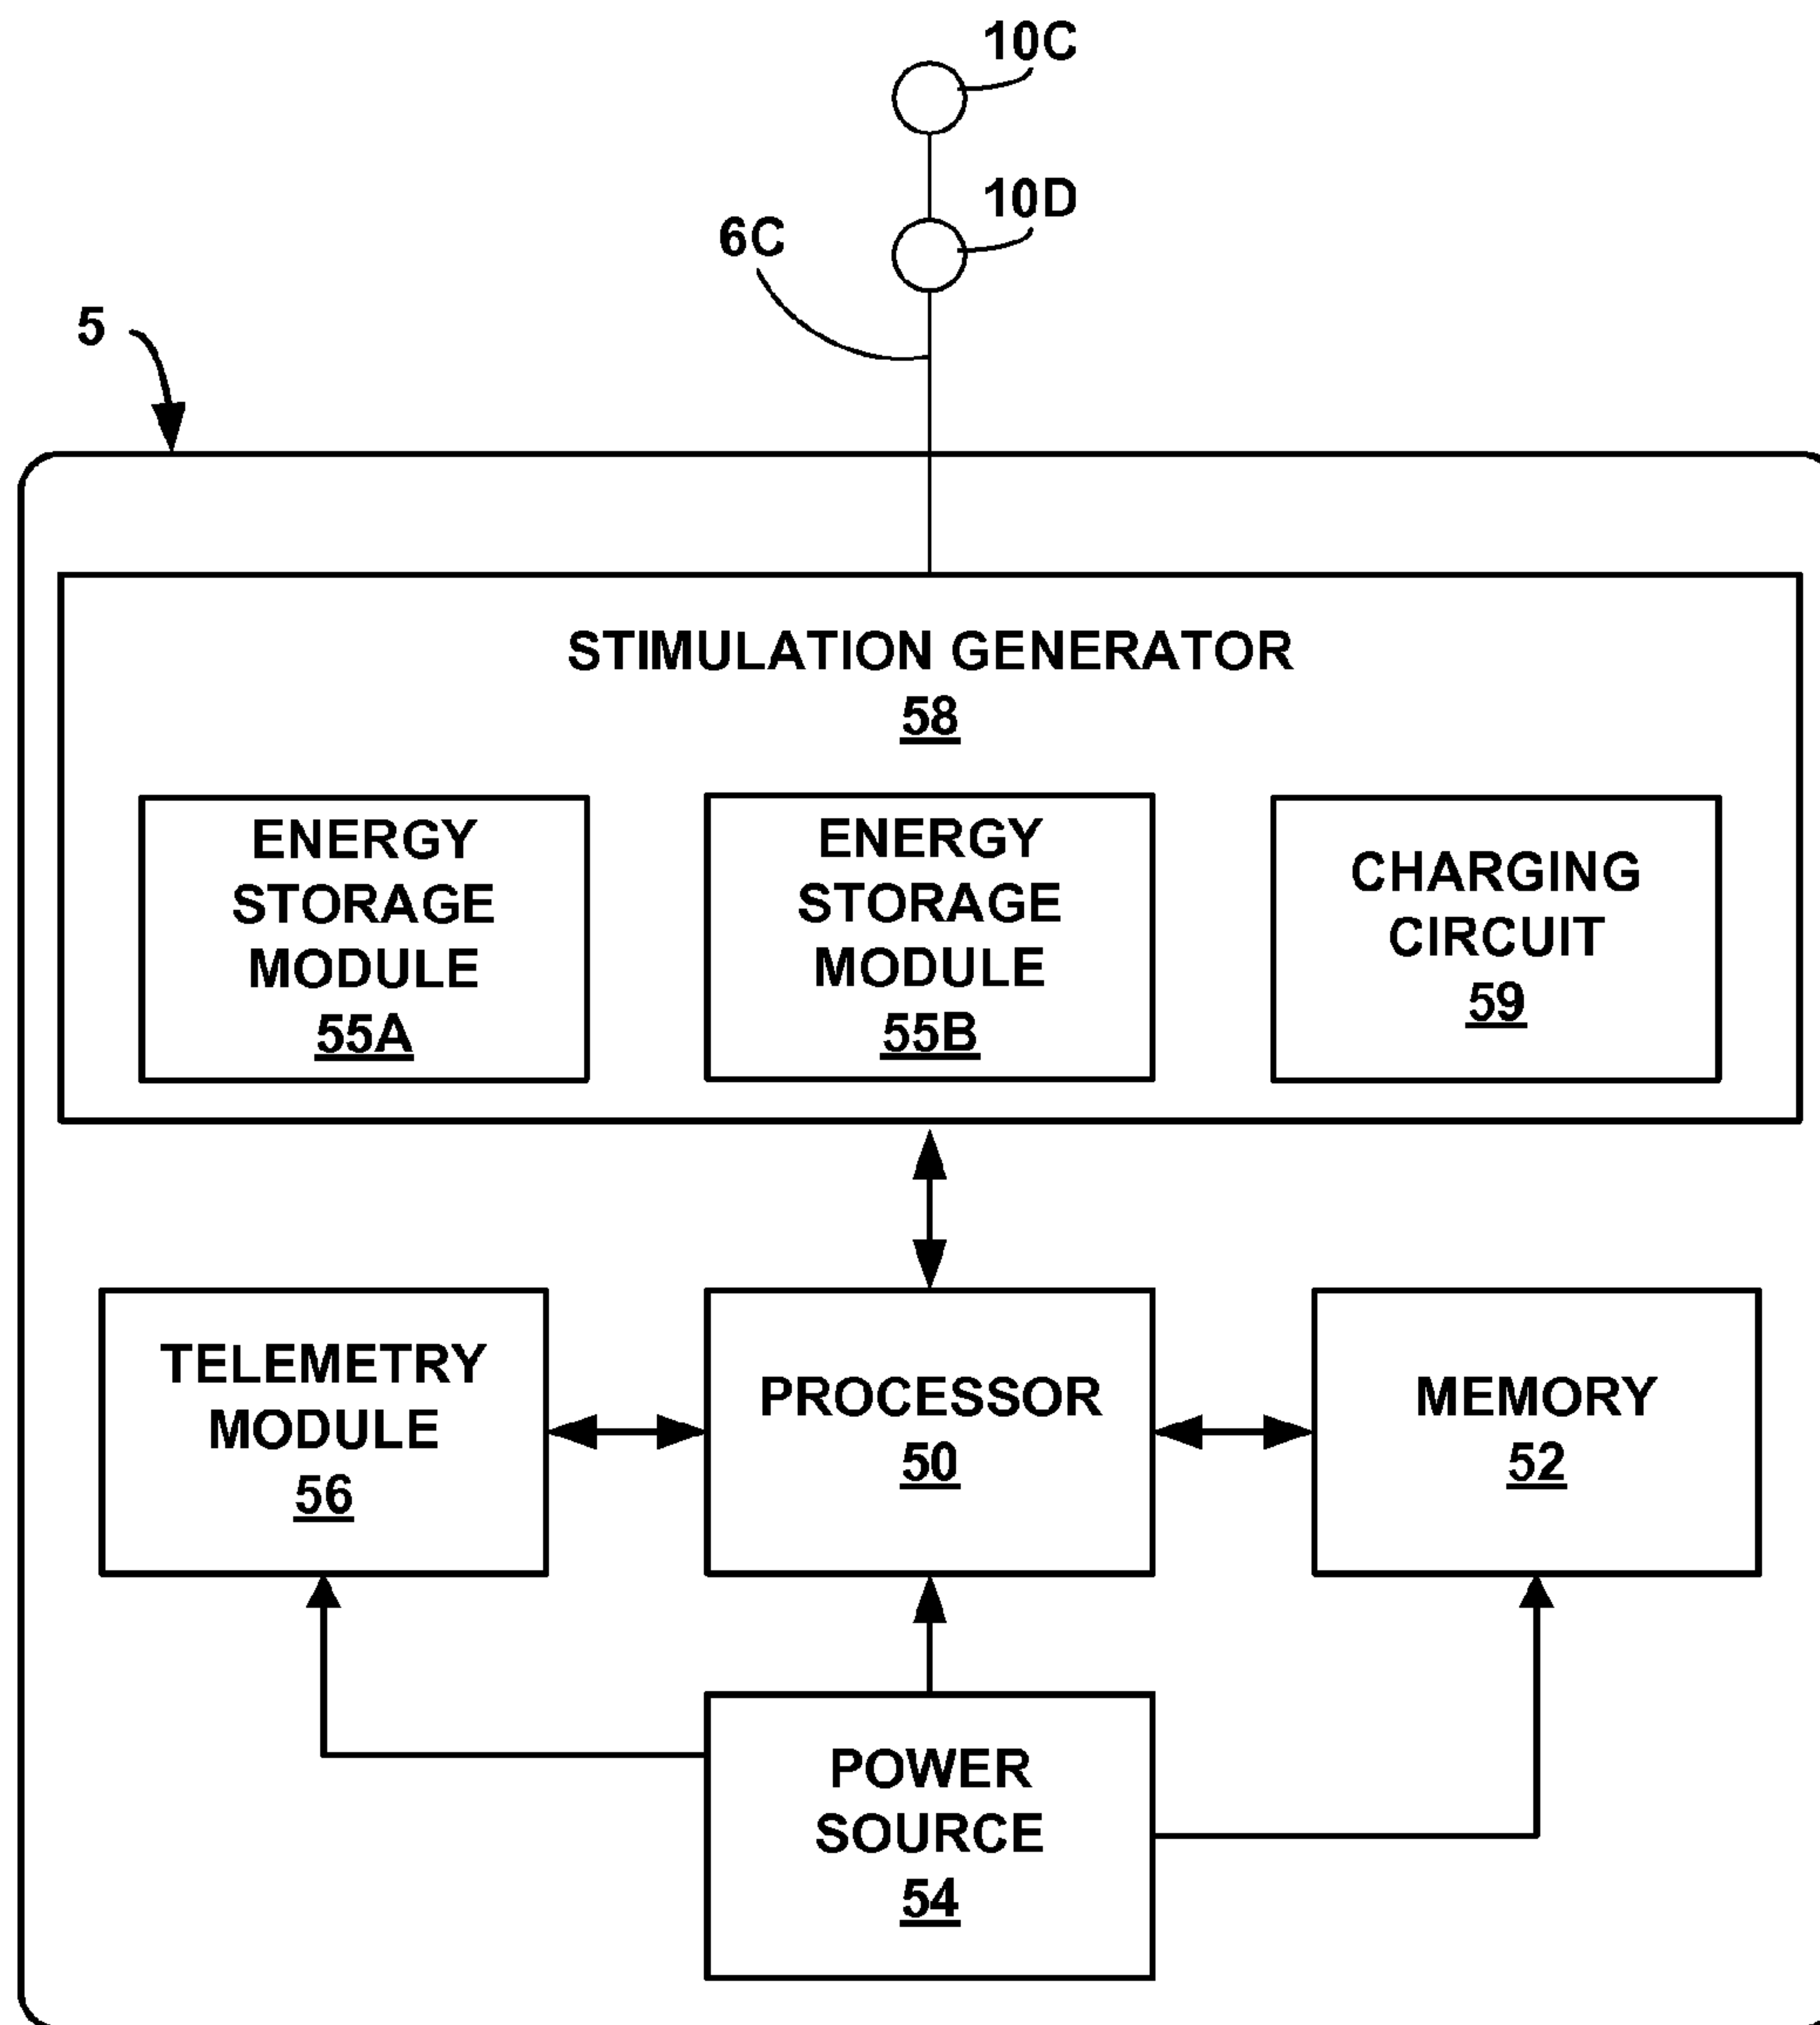 10C
10D
6C
5
STIMULATION GENERATOR
58
ENERGY
STORAGE
MODULE
55A
ENERGY
STORAGE
MODULE
55B
CHARGING
CIRCUIT
59
TELEMETRY
MODULE
56
PROCESSOR
50
MEMORY
52
POWER
SOURCE
54